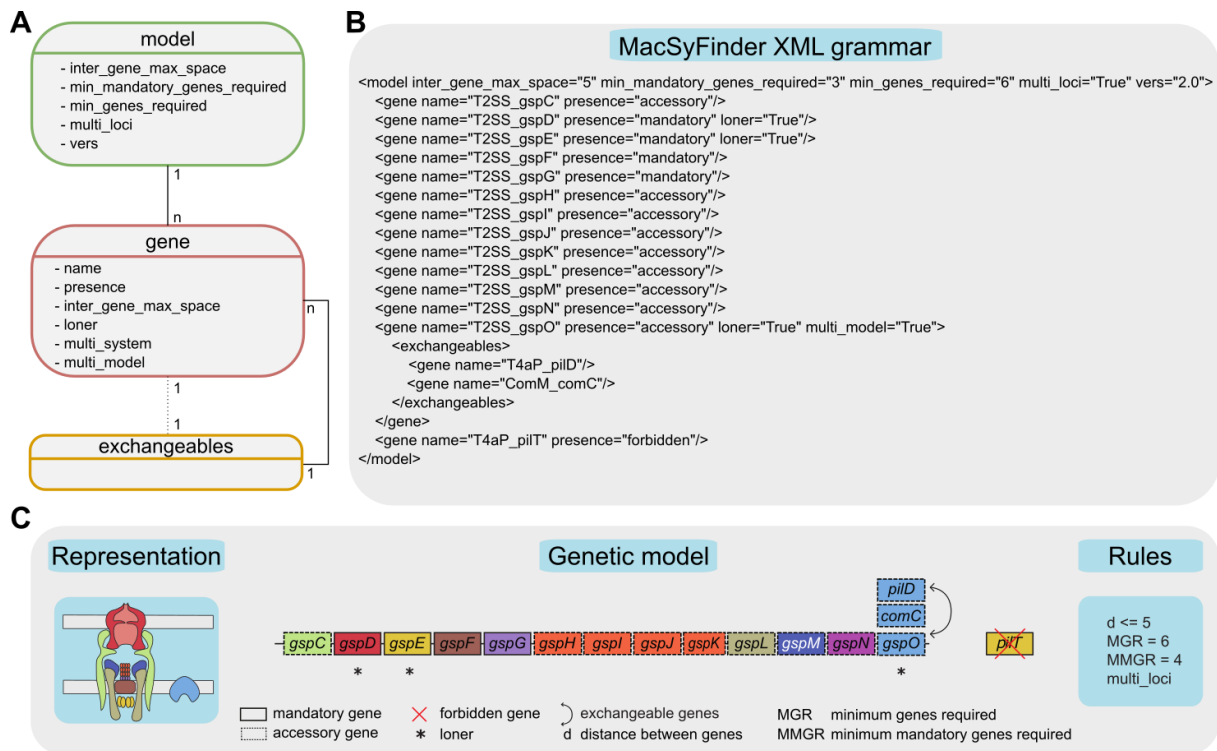 A
model
- inter_gene_max_space
- min_mandatory_genes_required
- min_genes_required
- multi_loci
- vers
1
n
gene
- name
- presence
- inter_gene_max_space
- loner
- multi_system
- multi_model
n
1
1
exchangeables
1
B
MacSyFinder XML grammar
<model inter_gene_max_space="5" min_mandatory_genes_required="3" min_genes_required="6" multi_loci="True" vers="2.0">
<gene name="T2SS_gspC" presence="accessory"/>
<gene name="T2SS_gspD" presence="mandatory" loner="True"/>
<gene name="T2SS_gspE" presence="mandatory" loner="True"/>
<gene name="T2SS_gspF" presence="mandatory"/>
<gene name="T2SS_gspG" presence="mandatory"/>
<gene name="T2SS_gspH" presence="accessory"/>
<gene name="T2SS_gspI" presence="accessory"/>
<gene name="T2SS_gspJ" presence="accessory"/>
<gene name="T2SS_gspK" presence="accessory"/>
<gene name="T2SS_gspL" presence="accessory"/>
<gene name="T2SS_gspM" presence="accessory"/>
<gene name="T2SS_gspN" presence="accessory"/>
<gene name="T2SS_gspO" presence="accessory" loner="True" multi_model="True">
<exchangeables>
<gene name="T4aP_pilD"/>
<gene name="ComM_comC"/>
</exchangeables>
</gene>
<gene name="T4aP_pilT" presence="forbidden"/>
</model>
C
Representation
Genetic model
Rules
pilD
comC
gspC gspD gspE gspF gspG gspH gspI gspJ gspK gspL gspM gspN gspO
pilT
* * *
d <= 5
MGR = 6
MMGR = 4
multi_loci
mandatory gene
accessory gene
forbidden gene
* loner
exchangeable genes
d distance between genes
MGR minimum genes required
MMGR minimum mandatory genes required